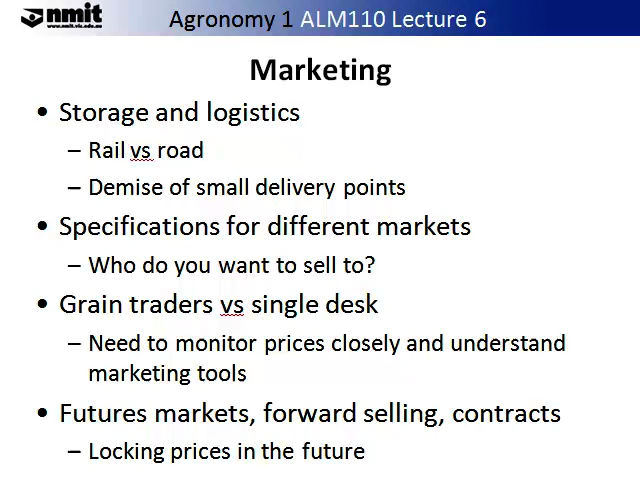 nmit
www.nmit.vic.edu.au
Agronomy 1 ALM110 Lecture 6
Marketing
• Storage and logistics
– Rail vs road
– Demise of small delivery points
• Specifications for different markets
– Who do you want to sell to?
• Grain traders vs single desk
– Need to monitor prices closely and understand
marketing tools
• Futures markets, forward selling, contracts
– Locking prices in the future